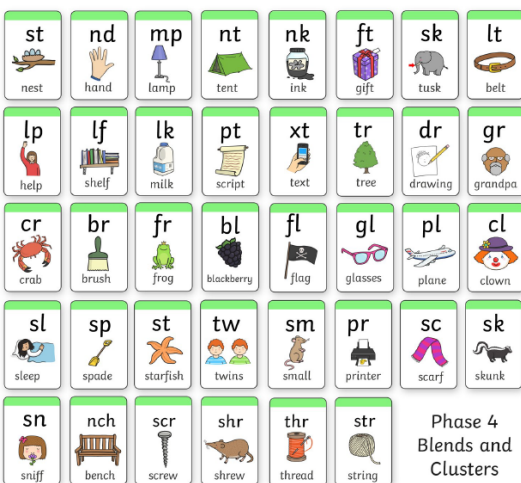 st nd mp nt nk ft sk lt
nest hand lamp tent ink gift tusk belt
lp lf lk pt xt tr dr gr
help shelf milk script text tree drawing grandpa
cr br fr bl fl gl pl cl
crab brush frog blackberry flag glasses plane clown
sl sp st tw sm pr sc sk
sleep spade starfish twins small printer scarf skunk
sn nch scr shr thr str
sniff bench screw shrew thread string
Phase 4
Blends and
Clusters